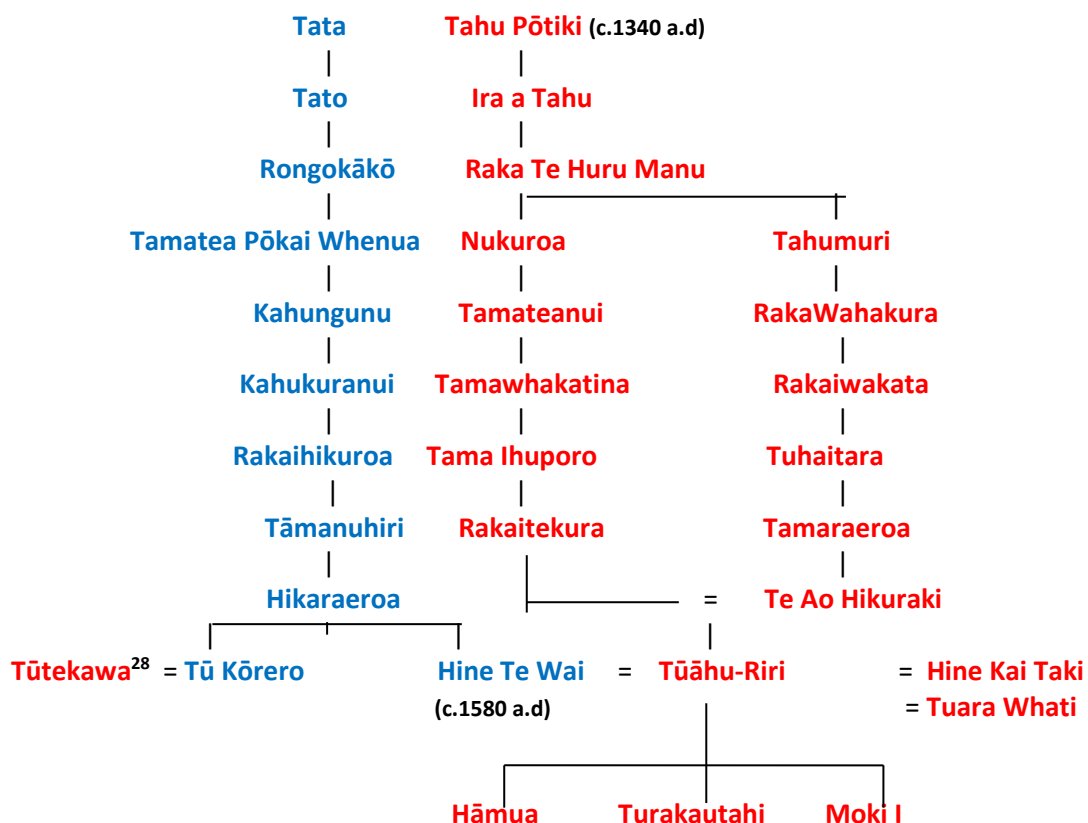 Tata Tahu Pōtiki (c.1340 a.d)
Tato Ira a Tahu
Rongokākō Raka Te Huru Manu
Tamatea Pōkai Whenua Nukuroa Tahumuri
Kahungunu Tamateanui RakaWahakura
Kahukuranui Tamawhakatina Rakaiwakata
Rakaihikuroa Tama Ihuporo Tuhaitara
Tāmanuhiri Rakaitekura Tamaraeroa
Hikaraeroa = Te Ao Hikuraki
Tūtekawa28 = Tū Kōrero Hine Te Wai = Tūāhu-Riri = Hine Kai Taki
(c.1580 a.d) = Tuara Whati
Hāmua Turakautahi Moki I